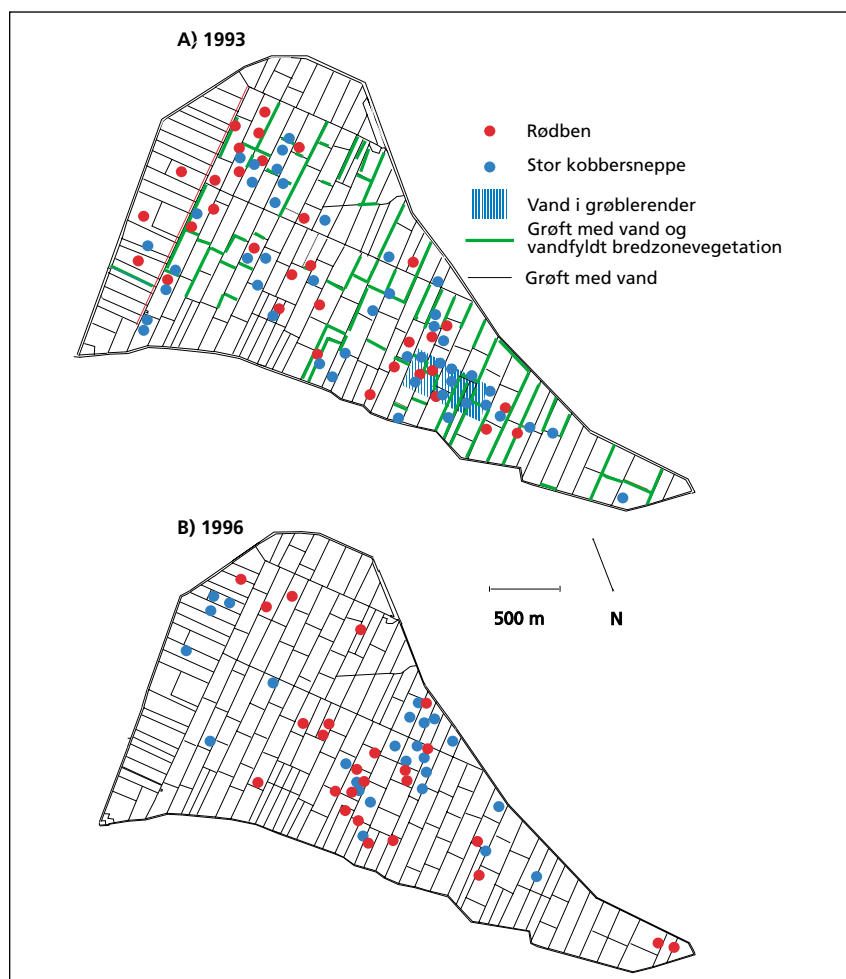 A) 1993
Rødben
Stor kobbersneppe
Vand i grøblerender
Grøft med vand og
vandfyldt bredzonevegetation
Grøft med vand
B) 1996
500 m
N